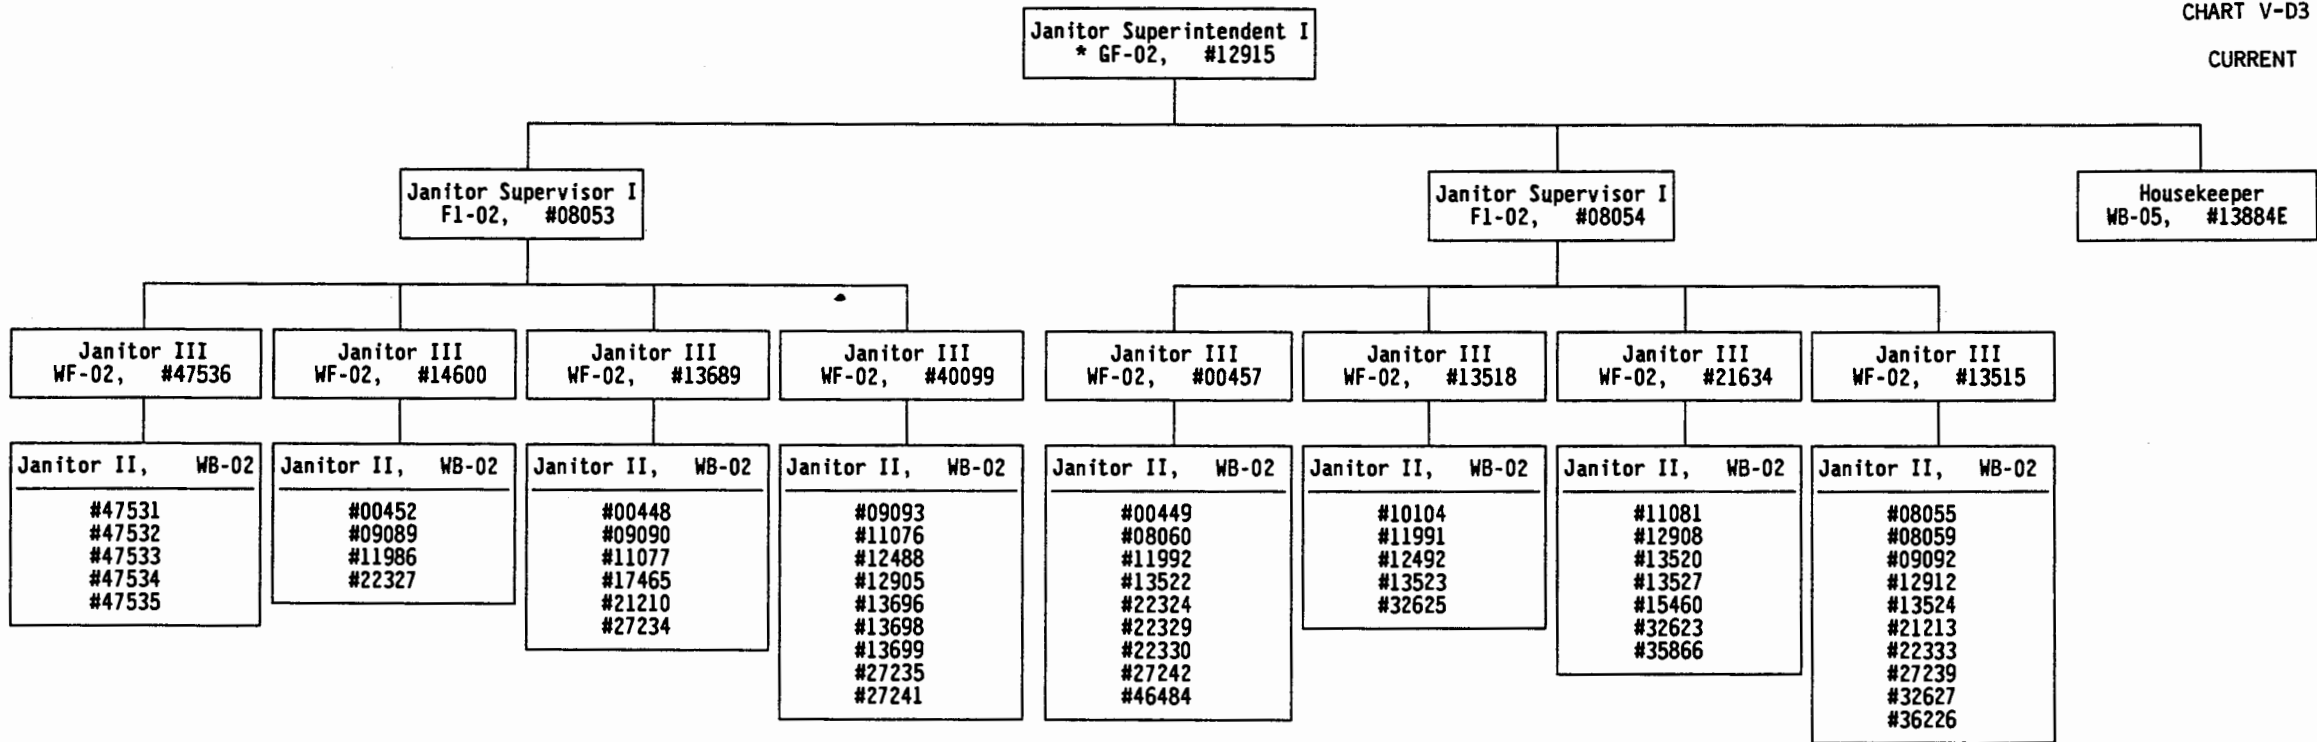 CHART V-D3
CURRENT
Janitor Superintendent I
* GF-02, #12915
Janitor Supervisor I
F1-02, #08053
Janitor Supervisor I
F1-02, #08054
Housekeeper
WB-05, #13884E
Janitor III
WF-02, #47536
Janitor III
WF-02, #14600
Janitor III
WF-02, #13689
Janitor III
WF-02, #40099
Janitor III
WF-02, #00457
Janitor III
WF-02, #13518
Janitor III
WF-02, #21634
Janitor III
WF-02, #13515
Janitor II, WB-02
#47531
#47532
#47533
#47534
#47535
Janitor II, WB-02
#00452
#09089
#11986
#22327
Janitor II, WB-02
#00448
#09090
#11077
#17465
#21210
#27234
Janitor II, WB-02
#09093
#11076
#12488
#12905
#13696
#13698
#13699
#27235
#27241
Janitor II, WB-02
#00449
#08060
#11992
#13522
#22324
#22329
#22330
#27242
#46484
Janitor II, WB-02
#10104
#11991
#12492
#13523
#32625
Janitor II, WB-02
#11081
#12908
#13520
#13527
#15460
#32623
#35866
Janitor II, WB-02
#08055
#08059
#09092
#12912
#13524
#21213
#22333
#27239
#32627
#36226